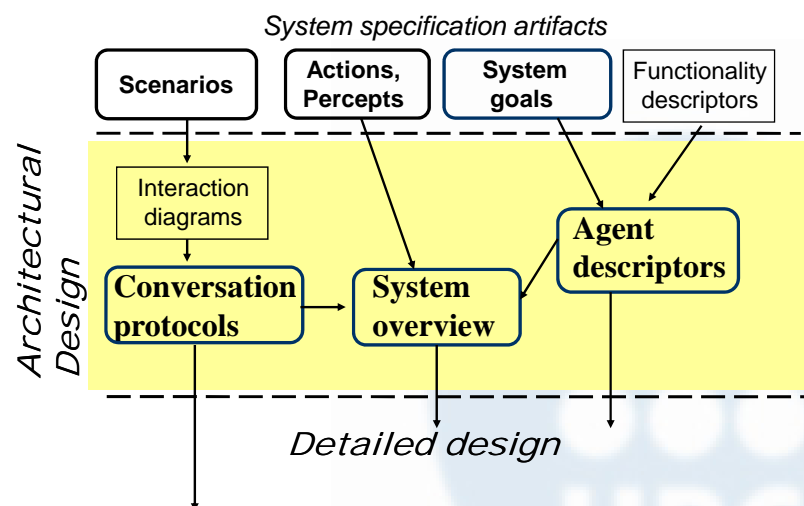 System specification artifacts
Scenarios
Actions,
Percepts
System
goals
Functionality
descriptors
Architectural
Design
Interaction
diagrams
Agent
descriptors
Conversation
protocols
System
overview
Detailed design